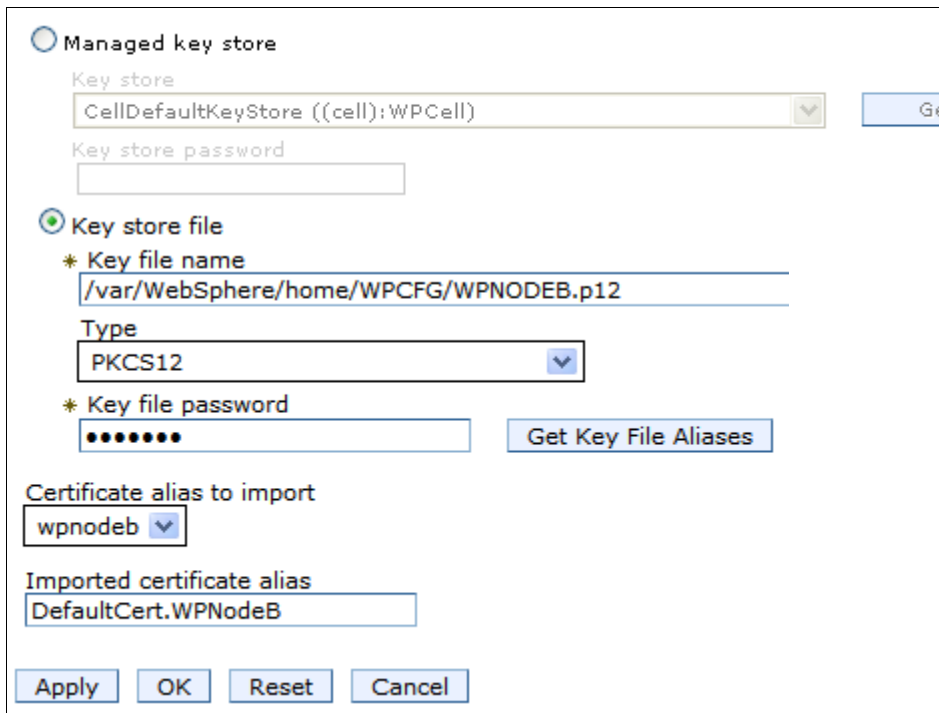 Managed key store
Key store
CellDefaultKeyStore ((cell):WPCell)
Ge
Key store password
Key store file
* Key file name
/var/WebSphere/home/WPCFG/WPNODEB.p12
Type
PKCS12
* Key file password
•••••••
Get Key File Aliases
Certificate alias to import
wpnodeb
Imported certificate alias
DefaultCert.WPNodeB
Apply OK Reset Cancel